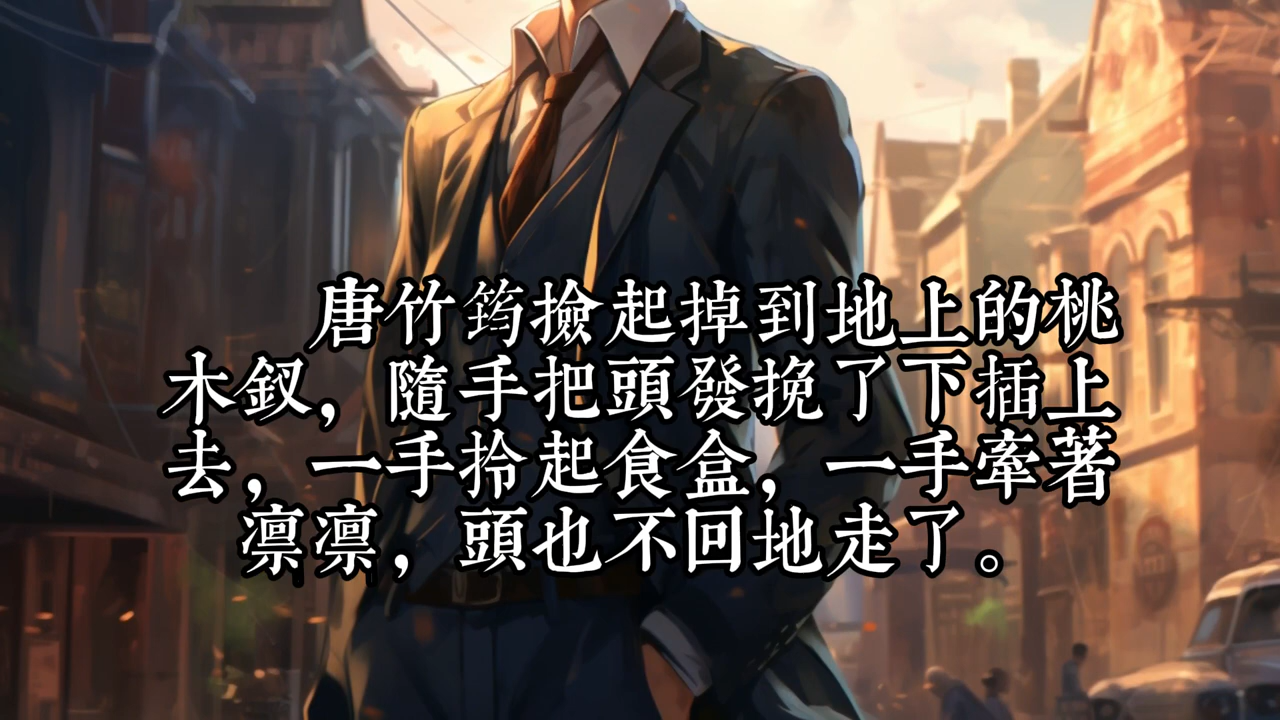 唐竹筠撿起掉到地上的桃
木釵，隨手把頭發挽了下插上
去，一手拎起食盒，一手牽著
凛凛，頭也不回地走了。